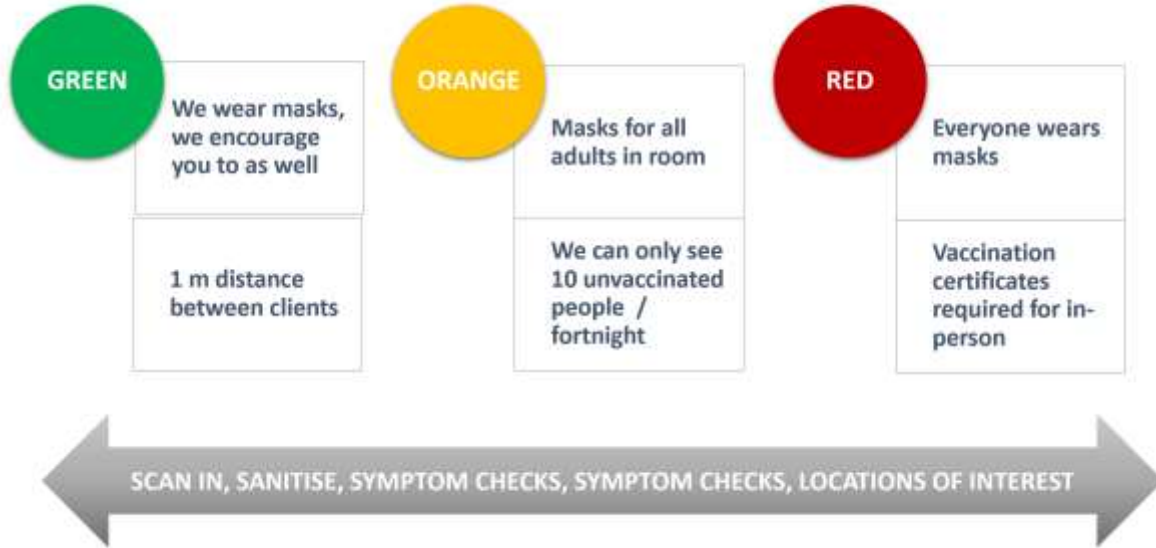 GREEN
We wear masks,
we encourage
you to as well
1 m distance
between clients
ORANGE
Masks for all
adults in room
We can only see
10 unvaccinated
people /
fortnight
RED
Everyone wears
masks
Vaccination
certificates
required for in-
person
SCAN IN, SANITISE, SYMPTOM CHECKS, SYMPTOM CHECKS, LOCATIONS OF INTEREST